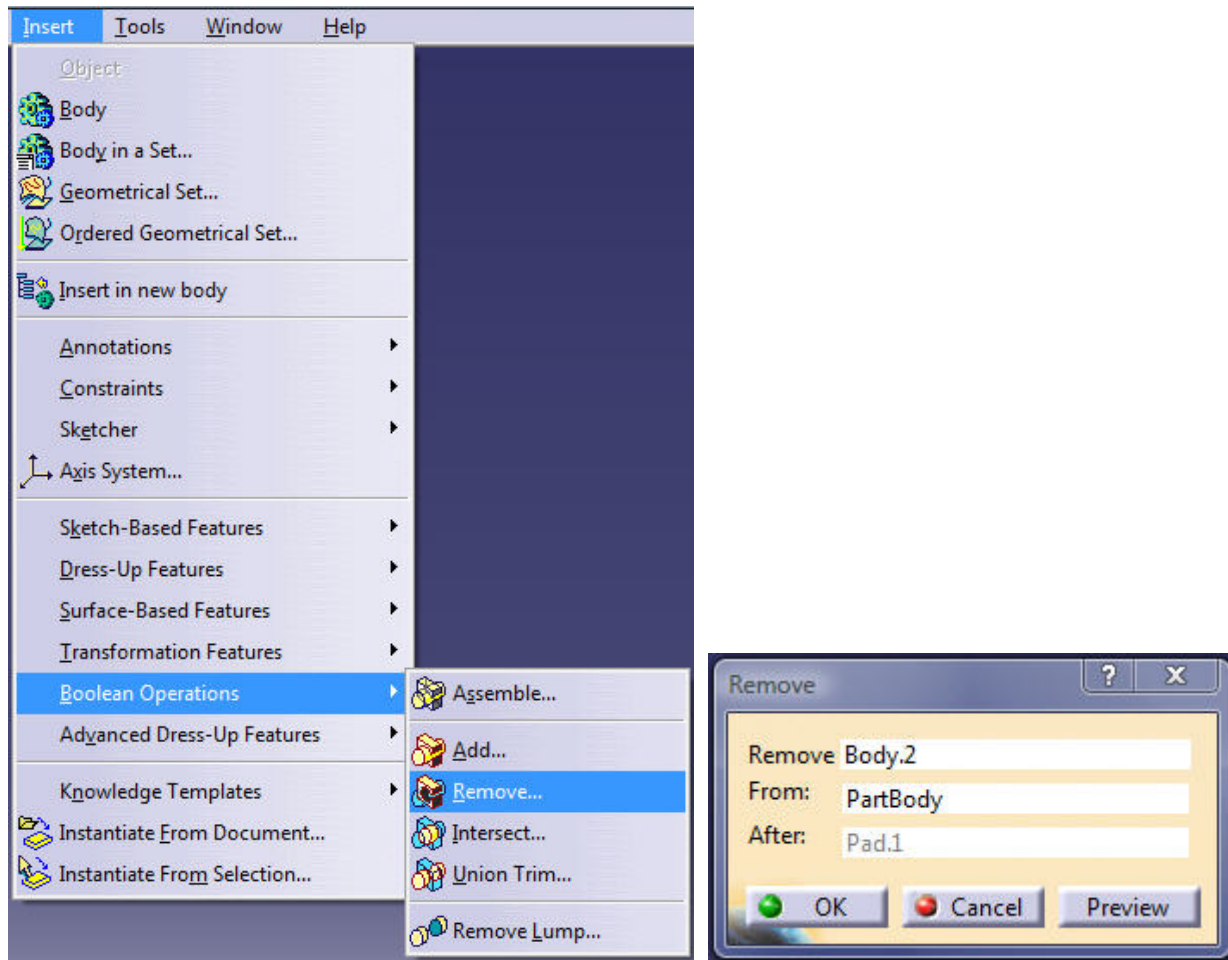 Insert Tools Window Help
Object
Body
Body in a Set...
Geometrical Set...
Ordered Geometrical Set...
Insert in new body
Annotations
Constraints
Sketcher
Axis System...
Sketch-Based Features
Dress-Up Features
Surface-Based Features
Transformation Features
Boolean Operations
Advanced Dress-Up Features
Knowledge Templates
Instantiate From Document...
Instantiate From Selection...
Assemble...
Add...
Remove...
Intersect...
Union Trim...
Remove Lump...
Remove ? X
Remove Body.2
From: PartBody
After: Pad.1
OK Cancel Preview